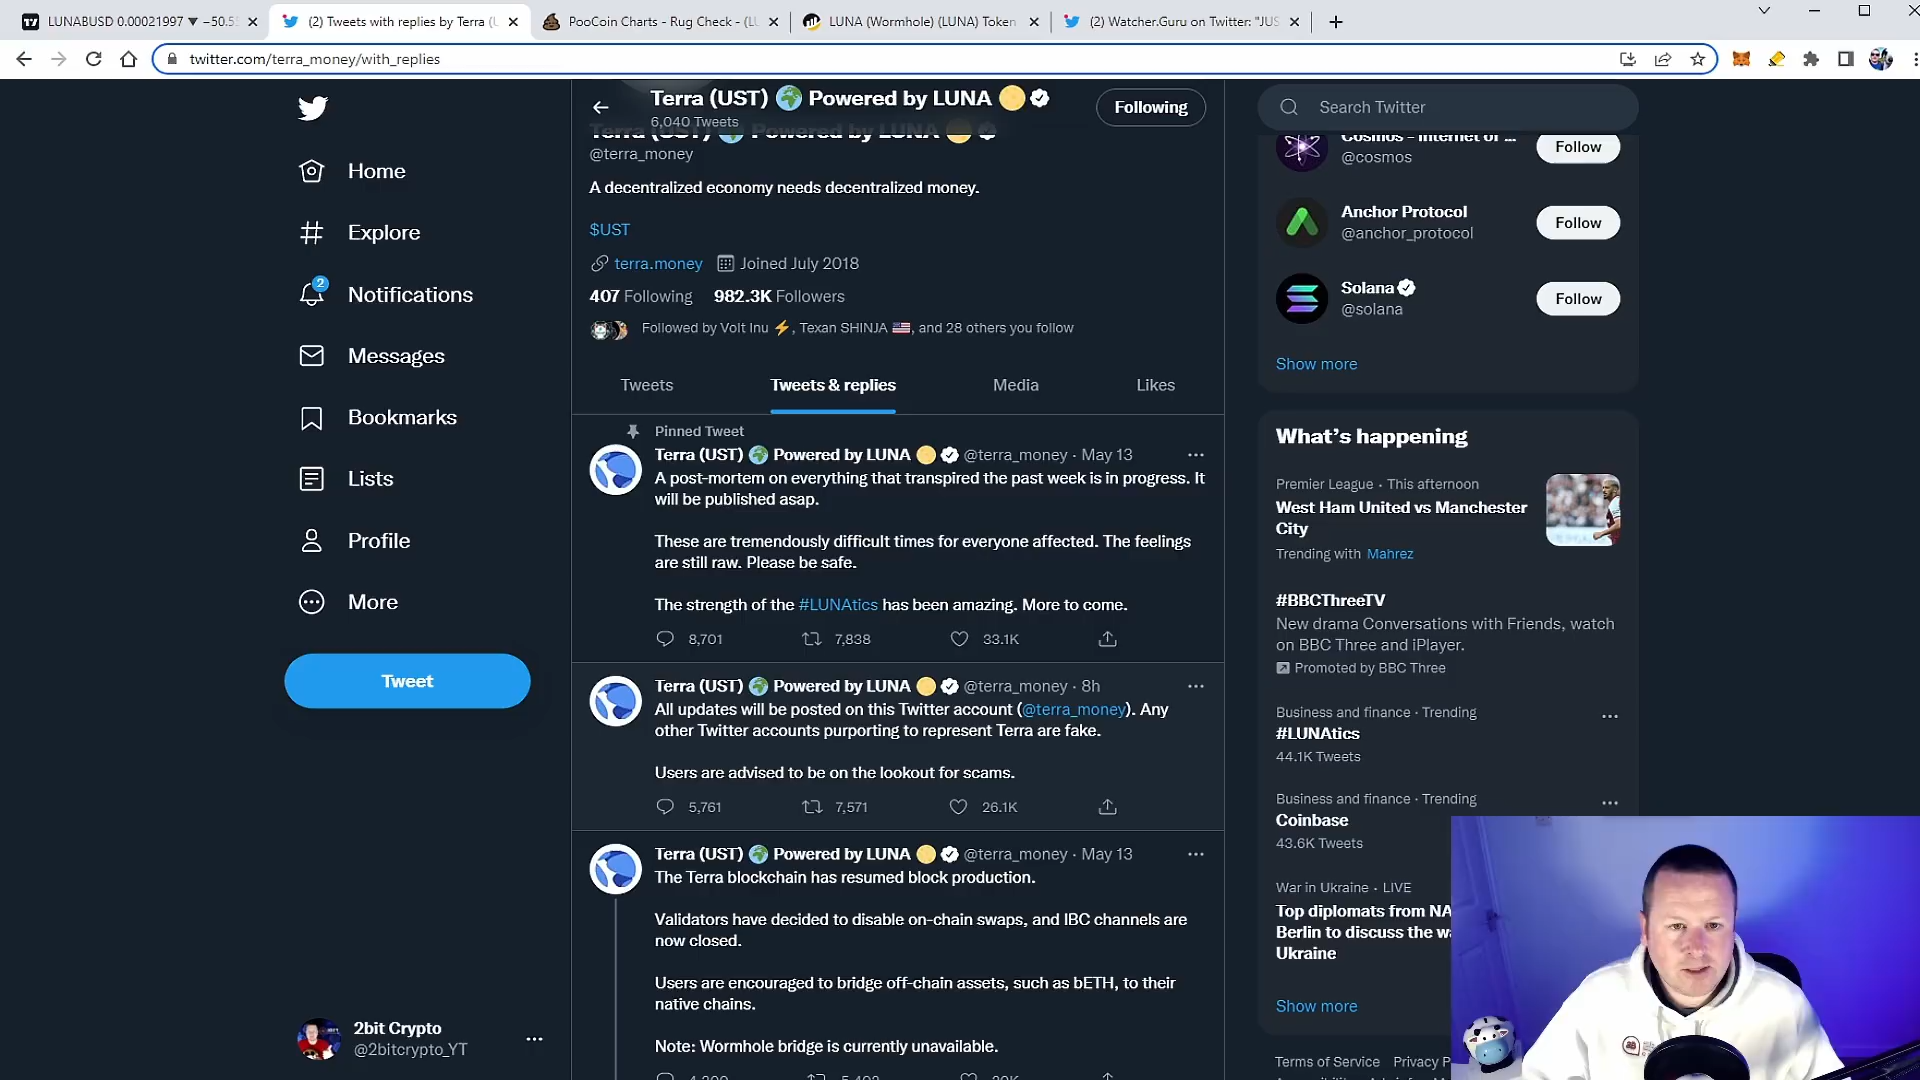 LUNABUSD 0.00021997 ▼ −50.5
(2) Tweets with replies by Terra (
PooCoin Charts - Rug Check - (L
LUNA (Wormhole) (LUNA) Token
(2) Watcher.Guru on Twitter: "JUS
twitter.com/terra_money/with_replies
Home
Explore
2
Notifications
Messages
Bookmarks
Lists
Profile
More
Tweet
2bit Crypto
@2bitcrypto_YT
Terra (UST) 🌍 Powered by LUNA 🌕
6,040 Tweets
Following
Terra (UST) 🌍 Powered by LUNA 🌕
@terra_money
A decentralized economy needs decentralized money.
$UST
terra.money Joined July 2018
407 Following 982.3K Followers
Followed by Volt Inu ⚡, Texan SHINJA 🇺🇸, and 28 others you follow
Tweets Tweets & replies Media Likes
Pinned Tweet
Terra (UST) 🌍 Powered by LUNA 🌕 @terra_money · May 13
A post-mortem on everything that transpired the past week is in progress. It
will be published asap.
These are tremendously difficult times for everyone affected. The feelings
are still raw. Please be safe.
The strength of the #LUNAtics has been amazing. More to come.
8,701 7,838 33.1K
Terra (UST) 🌍 Powered by LUNA 🌕 @terra_money · 8h
All updates will be posted on this Twitter account (@terra_money). Any
other Twitter accounts purporting to represent Terra are fake.
Users are advised to be on the lookout for scams.
5,761 7,571 26.1K
Terra (UST) 🌍 Powered by LUNA 🌕 @terra_money · May 13
The Terra blockchain has resumed block production.
Validators have decided to disable on-chain swaps, and IBC channels are
now closed.
Users are encouraged to bridge off-chain assets, such as bETH, to their
native chains.
Note: Wormhole bridge is currently unavailable.
Search Twitter
Cosmos - Internet of ...
@cosmos
Follow
Anchor Protocol
@anchor_protocol
Follow
Solana
@solana
Follow
Show more
What's happening
Premier League · This afternoon
West Ham United vs Manchester
City
Trending with Mahrez
#BBCThreeTV
New drama Conversations with Friends, watch
on BBC Three and iPlayer.
Promoted by BBC Three
Business and finance · Trending
#LUNAtics
44.1K Tweets
Business and finance · Trending
Coinbase
43.6K Tweets
War in Ukraine · LIVE
Top diplomats from NA
Berlin to discuss the w
Ukraine
Show more
Terms of Service Privacy P